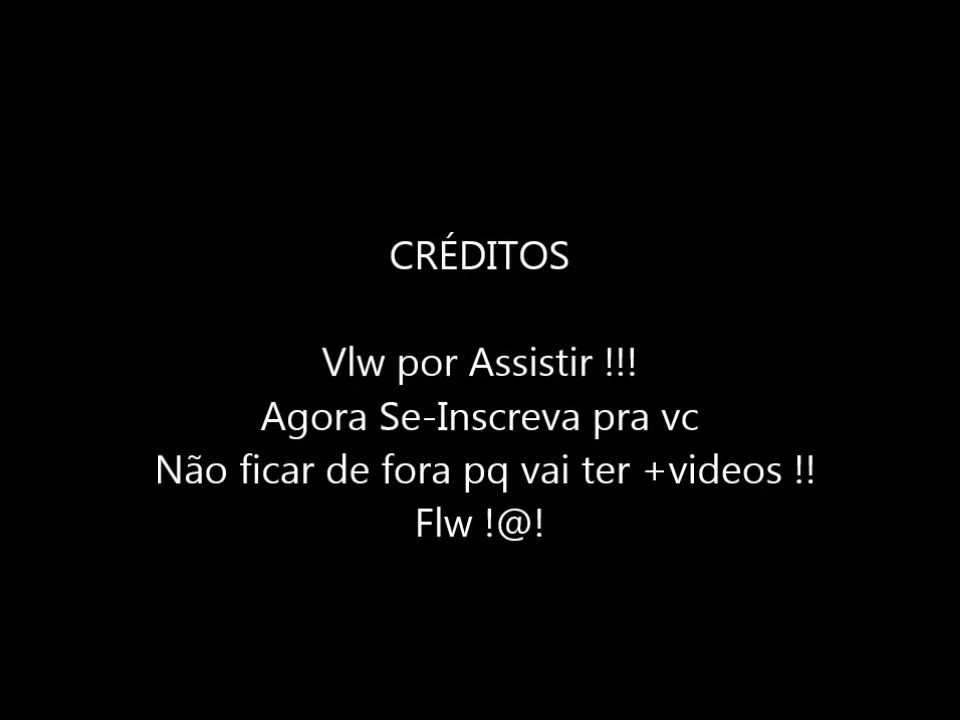 CRÉDITOS
Vlw por Assistir !!!
Agora Se-Inscreva pra vc
Não ficar de fora pq vai ter +videos !!
Flw !@!